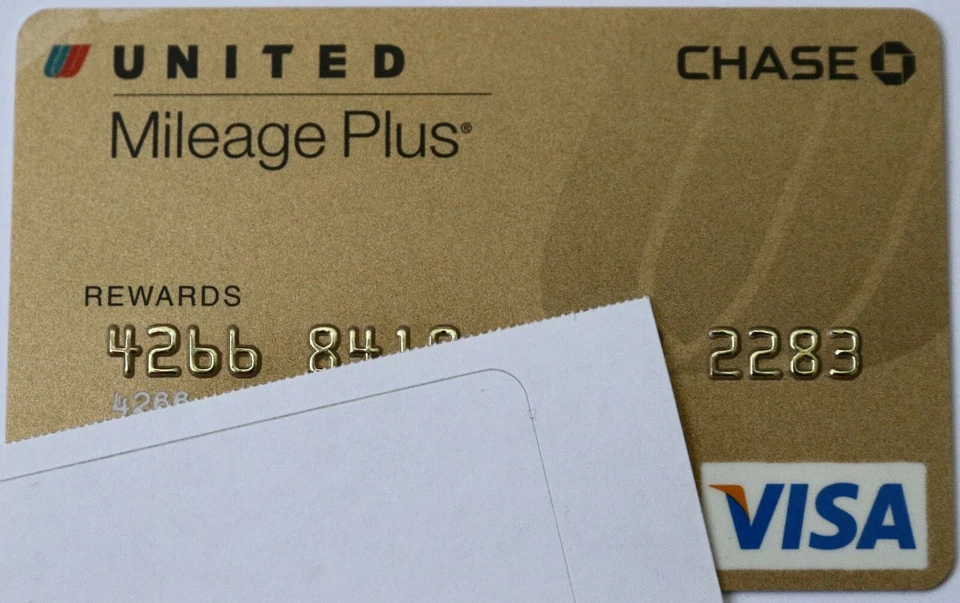 UNITED
CHASE
Mileage Plus®
REWARDS
4266 2283
4266
VISA